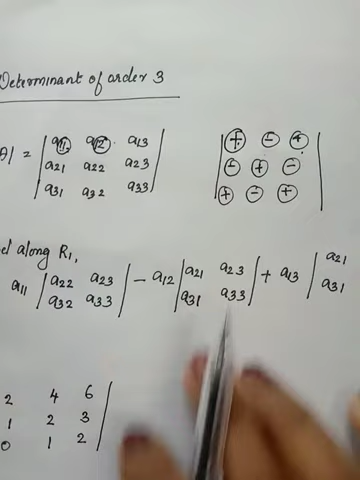 Determinant of order 3
A| = | a11 a12 a13 |
a21 a22 a23
a31 a32 a33
| + - + |
- + -
+ - +
along R1,
a11 | a22 a23 | - a12 | a21 a23 | + a13 | a21
a32 a33 a31 a33 a31
2 4 6 |
1 2 3
0 1 2